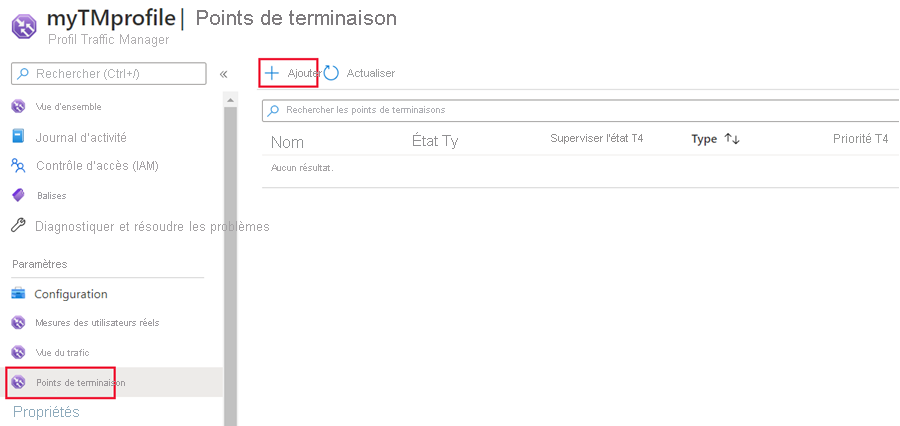 myTMprofile | Points de terminaison
Profil Traffic Manager
Rechercher (Ctrl+/)
«
Vue d'ensemble
Journal d'activité
Contrôle d'accès (IAM)
Balises
Diagnostiquer et résoudre les problèmes
Paramètres
Configuration
Mesures des utilisateurs réels
Vue du trafic
Points de terminaison
Propriétés
Ajouter Actualiser
Rechercher les points de terminaisons
Nom État Ty Superviser l'état T4 Type ↑↓ Priorité T4
Aucun résultat.